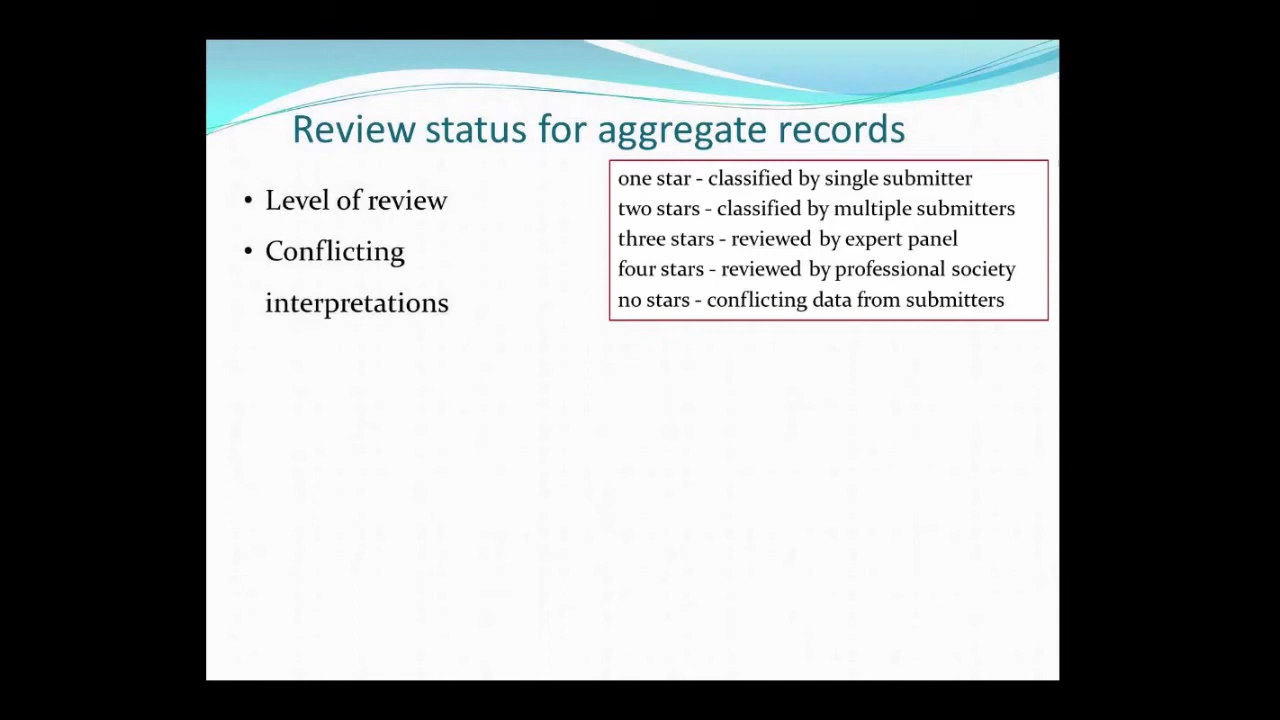 Review status for aggregate records
• Level of review
• Conflicting
interpretations
one star - classified by single submitter
two stars - classified by multiple submitters
three stars - reviewed by expert panel
four stars - reviewed by professional society
no stars - conflicting data from submitters